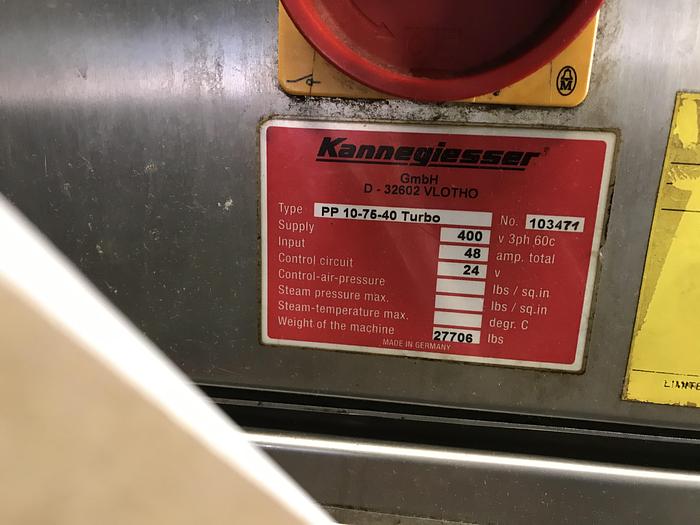 M
Kannegiesser®
GmbH
D - 32602 VLOTHO
Type PP 10-75-40 Turbo No. 103471
Supply 400 v 3ph 60c
Input 48 amp. total
Control circuit 24 v
Control-air-pressure lbs / sq.in
Steam pressure max. lbs / sq.in
Steam-temperature max. degr. C
Weight of the machine 27706 lbs
MADE IN GERMANY